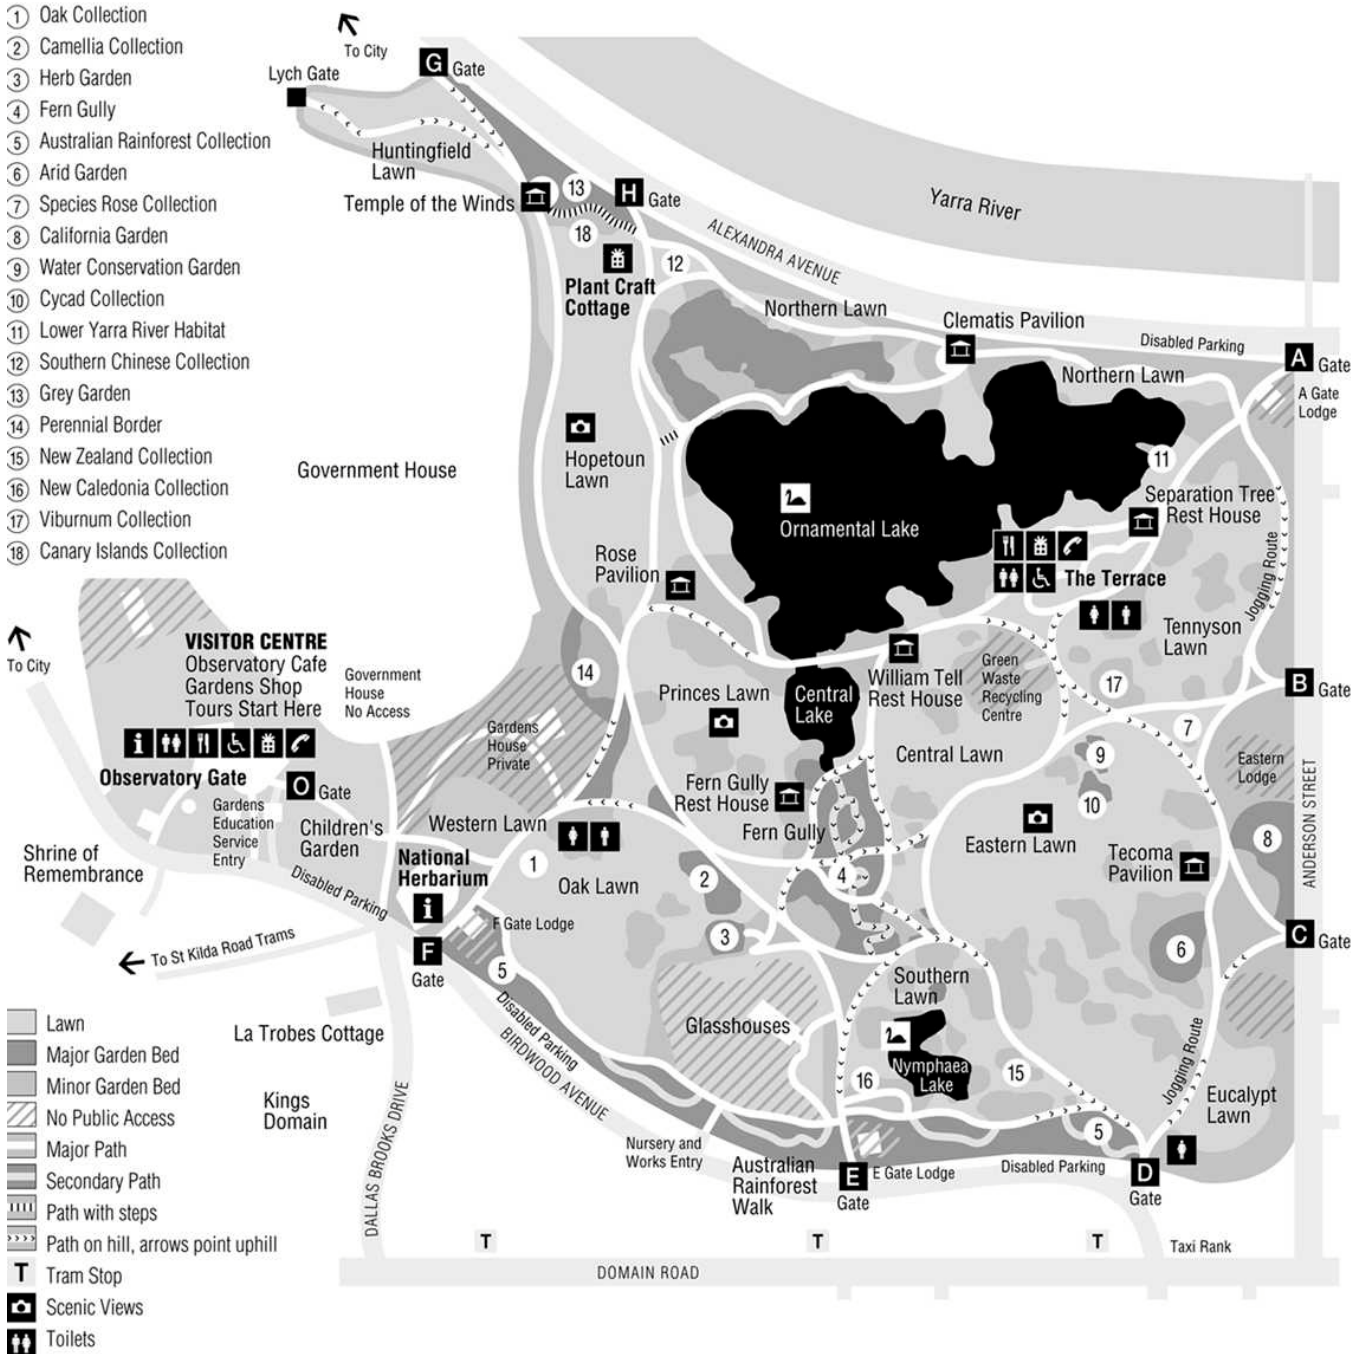 1 Oak Collection
2 Camellia Collection
3 Herb Garden
4 Fern Gully
5 Australian Rainforest Collection
6 Arid Garden
7 Species Rose Collection
8 California Garden
9 Water Conservation Garden
10 Cycad Collection
11 Lower Yarra River Habitat
12 Southern Chinese Collection
13 Grey Garden
14 Perennial Border
15 New Zealand Collection
16 New Caledonia Collection
17 Viburnum Collection
18 Canary Islands Collection
To City
G Gate
Lych Gate
Huntingfield
Lawn
Temple of the Winds
13
H Gate
18
12
Plant Craft
Cottage
Yarra River
ALEXANDRA AVENUE
Northern Lawn
Clematis Pavilion
Disabled Parking
A Gate
A Gate
Lodge
Northern Lawn
Government House
Hopetoun
Lawn
Ornamental Lake
11
Separation Tree
Rest House
Rose
Pavilion
The Terrace
Jogging Route
Tennyson
Lawn
To City
VISITOR CENTRE
Observatory Cafe
Gardens Shop
Tours Start Here
Government
House
No Access
i
Observatory Gate
O Gate
Gardens
Education
Service
Entry
Children's
Garden
14
Gardens
House
Private
Princes Lawn
Central
Lake
William Tell
Rest House
Green
Waste
Recycling
Centre
17
B Gate
7
Central Lawn
9
10
Eastern
Lodge
ANDERSON STREET
Fern Gully
Rest House
Fern Gully
Western Lawn
Eastern Lawn
8
Tecoma
Pavilion
Shrine of
Remembrance
Disabled Parking
National
Herbarium
i
1
Oak Lawn
2
4
3
F Gate Lodge
F
Gate
5
To St Kilda Road Trams
6
C Gate
Southern
Lawn
Disabled Parking
BIRDWOOD AVENUE
Glasshouses
Nymphaea
Lake
15
16
Jogging Route
Eucalypt
Lawn
La Trobes Cottage
Kings
Domain
DALLAS BROOKS DRIVE
Nursery and
Works Entry
Australian
Rainforest
Walk
E
Gate
E Gate Lodge
Disabled Parking
5
D
Gate
T
T
T
Taxi Rank
DOMAIN ROAD
Lawn
Major Garden Bed
Minor Garden Bed
No Public Access
Major Path
Secondary Path
Path with steps
Path on hill, arrows point uphill
T Tram Stop
Scenic Views
Toilets